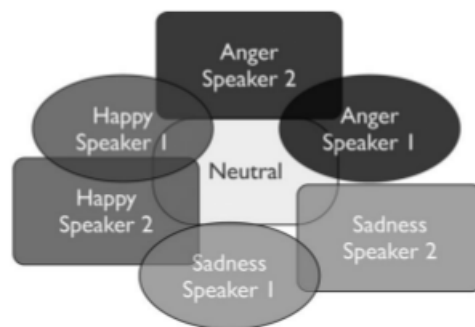 Anger
Speaker 2
Happy
Speaker 1
Anger
Speaker 1
Neutral
Happy
Speaker 2
Sadness
Speaker 2
Sadness
Speaker 1